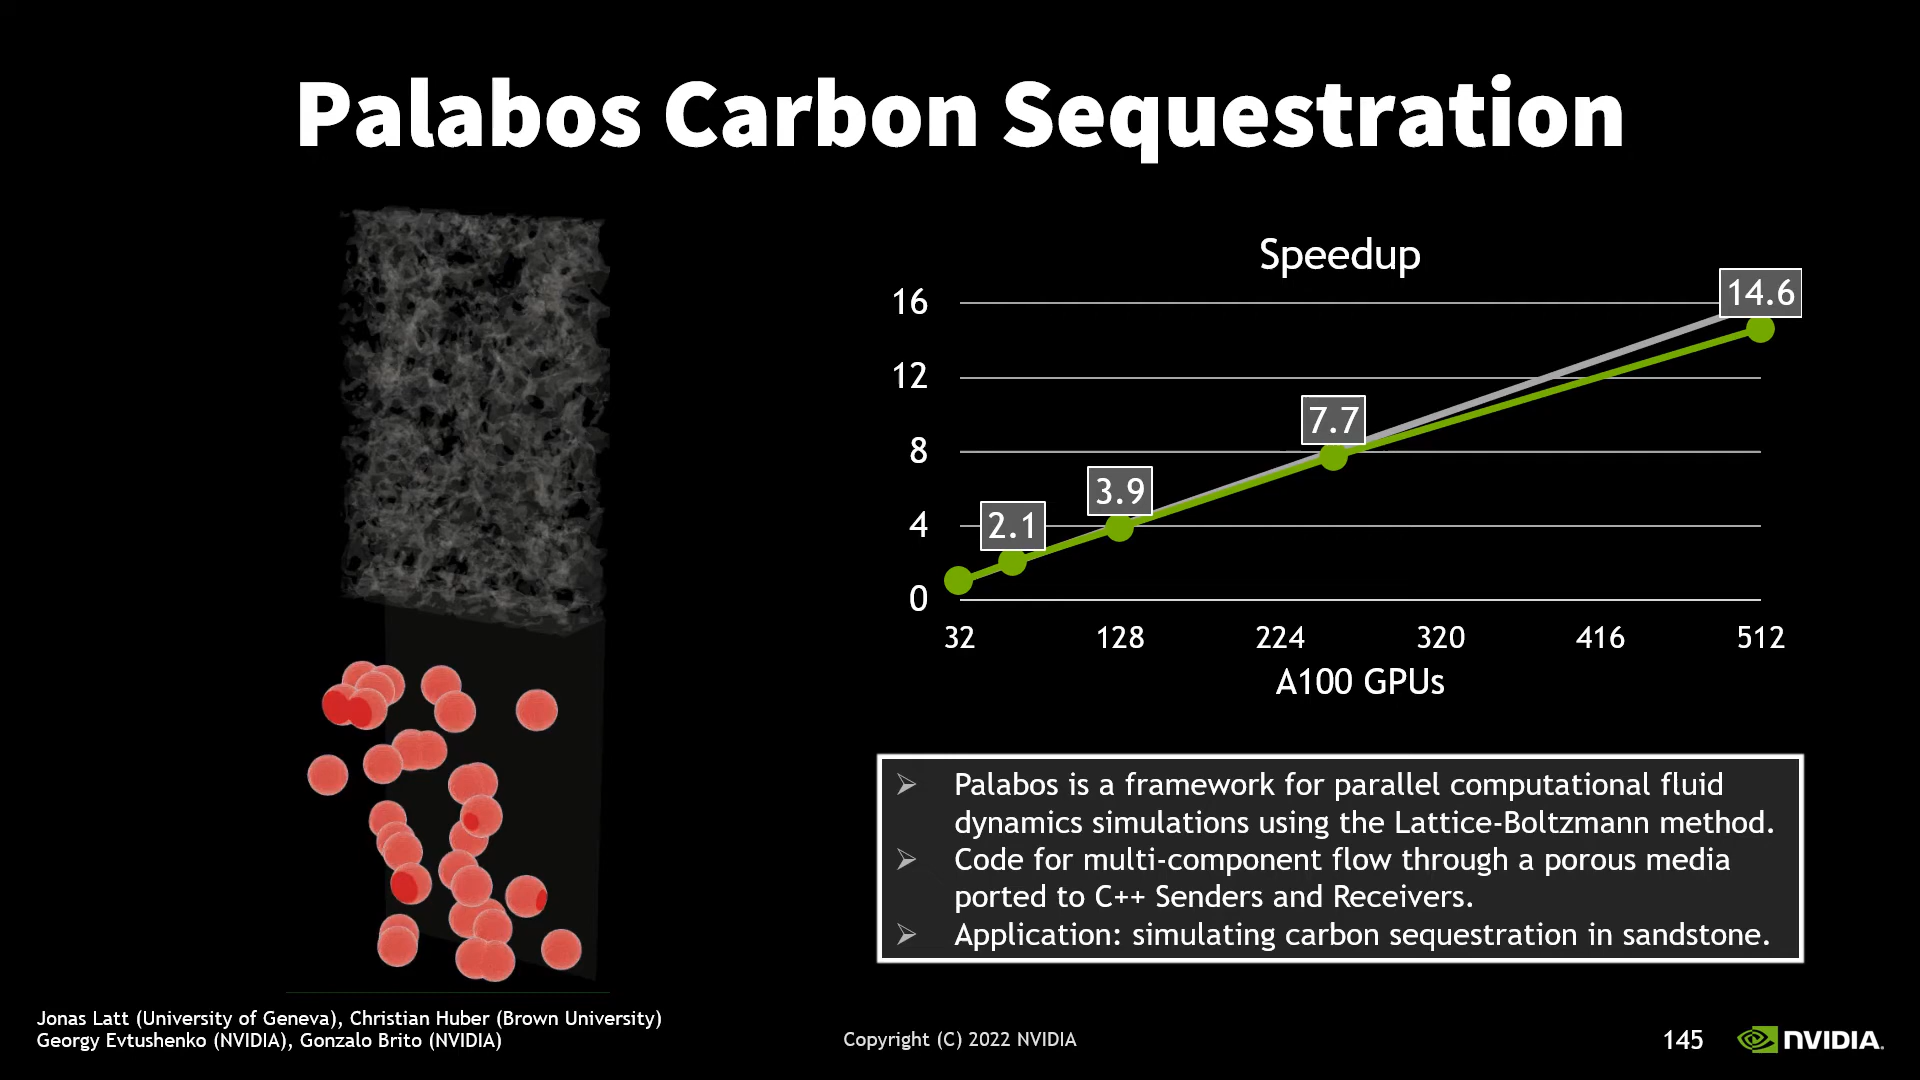 Palabos Carbon Sequestration
Speedup
16
12
8
4
0
14.6
7.7
3.9
2.1
32 128 224 320 416 512
A100 GPUs
➢ Palabos is a framework for parallel computational fluid
dynamics simulations using the Lattice-Boltzmann method.
➢ Code for multi-component flow through a porous media
ported to C++ Senders and Receivers.
➢ Application: simulating carbon sequestration in sandstone.
Jonas Latt (University of Geneva), Christian Huber (Brown University)
Georgy Evtushenko (NVIDIA), Gonzalo Brito (NVIDIA)
Copyright (C) 2022 NVIDIA
145
NVIDIA.